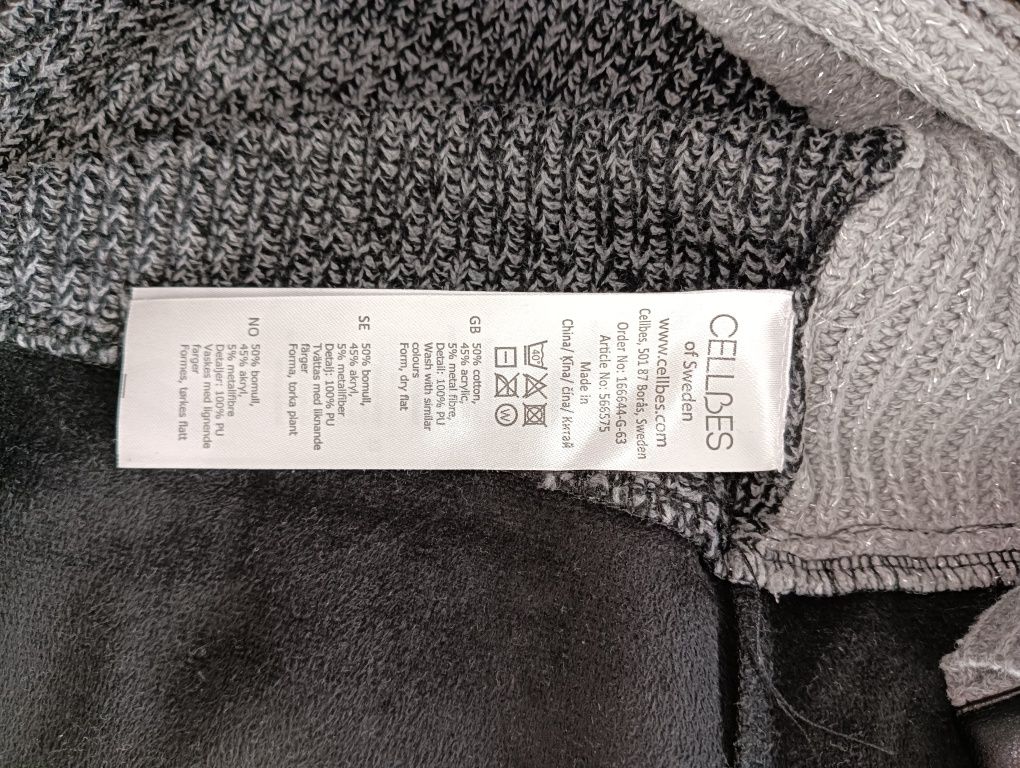 CELLBES
of Sweden
www.cellbes.com
Cellbes, 501 87 Borås, Sweden
Order No: 166644-G-63
Article No: 566575
Made in
China/ Kína/ čína/ Китай
40°
W
GB 50% cotton,
45% acrylic,
5% metal fibre,
Detail: 100% PU
Wash with similar
colours
Form, dry flat
SE 50% bomull,
45% akryl,
5% metallfiber
Detalj: 100% PU
Tvättas med liknande
färger
Forma, torka plant
NO 50% bomull,
45% akryl,
5% metallfibre
Detaljer: 100% PU
Vaskes med lignende
farger
Formes, tørkes flatt